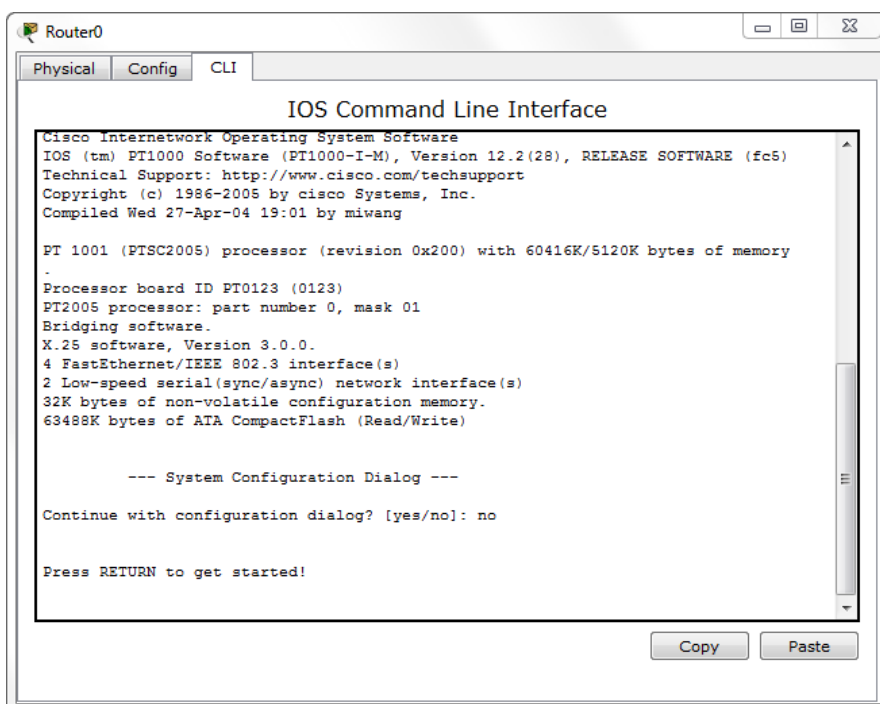 Router0
Physical Config CLI
IOS Command Line Interface
Cisco Internetwork Operating System Software
IOS (tm) PT1000 Software (PT1000-I-M), Version 12.2(28), RELEASE SOFTWARE (fc5)
Technical Support: http://www.cisco.com/techsupport
Copyright (c) 1986-2005 by cisco Systems, Inc.
Compiled Wed 27-Apr-04 19:01 by miwang
PT 1001 (PTSC2005) processor (revision 0x200) with 60416K/5120K bytes of memory
.
Processor board ID PT0123 (0123)
PT2005 processor: part number 0, mask 01
Bridging software.
X.25 software, Version 3.0.0.
4 FastEthernet/IEEE 802.3 interface(s)
2 Low-speed serial(sync/async) network interface(s)
32K bytes of non-volatile configuration memory.
63488K bytes of ATA CompactFlash (Read/Write)
--- System Configuration Dialog ---
Continue with configuration dialog? [yes/no]: no
Press RETURN to get started!
Copy Paste